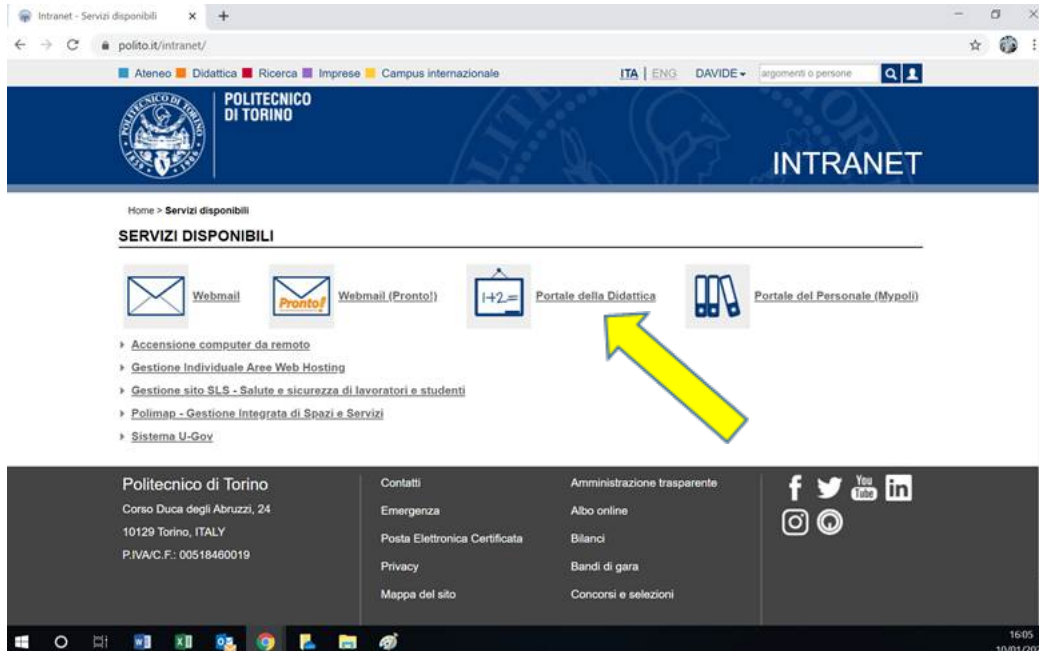 Intranet - Servizi disponibili
polito.it/intranet/
Ateneo Didattica Ricerca Imprese Campus internazionale ITA | ENG DAVIDE argomenti o persone
POLITECNICO
DI TORINO
INTRANET
Home > Servizi disponibili
SERVIZI DISPONIBILI
Webmail Pronto! Webmail (Pronto!) 1+2= Portale della Didattica Portale del Personale (Mypoli)
Accensione computer da remoto
Gestione Individuale Aree Web Hosting
Gestione sito SLS - Salute e sicurezza di lavoratori e studenti
Polimap - Gestione Integrata di Spazi e Servizi
Sistema U-Gov
Politecnico di Torino
Corso Duca degli Abruzzi, 24
10129 Torino, ITALY
P.IVA/C.F.: 00518460019
Contatti
Emergenza
Posta Elettronica Certificata
Privacy
Mappa del sito
Amministrazione trasparente
Albo online
Bilanci
Bandi di gara
Concorsi e selezioni
You
Tube
16:05